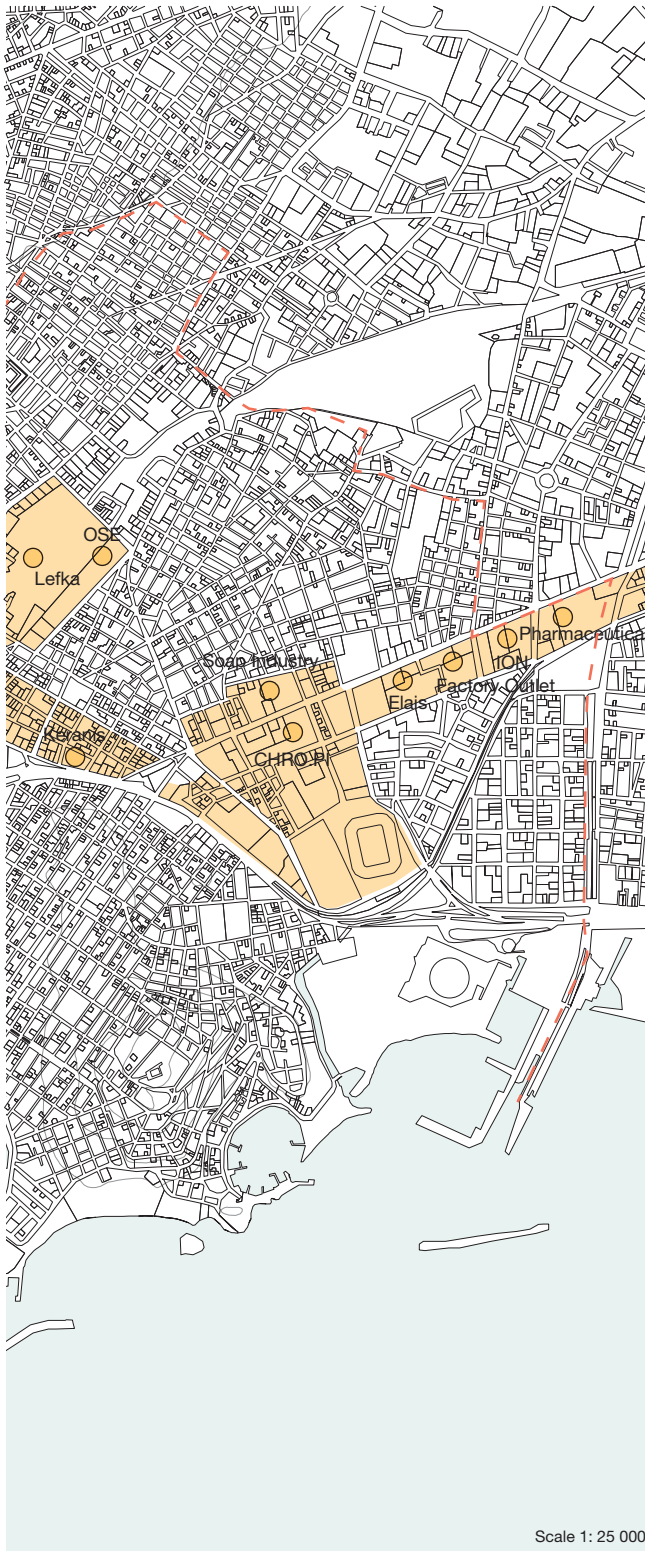 OSE
Lefka
Pharmaceutica
Soap Industry
ION
Factory Outlet
Elais
Keranis
CHRO-PI
Scale 1: 25 000